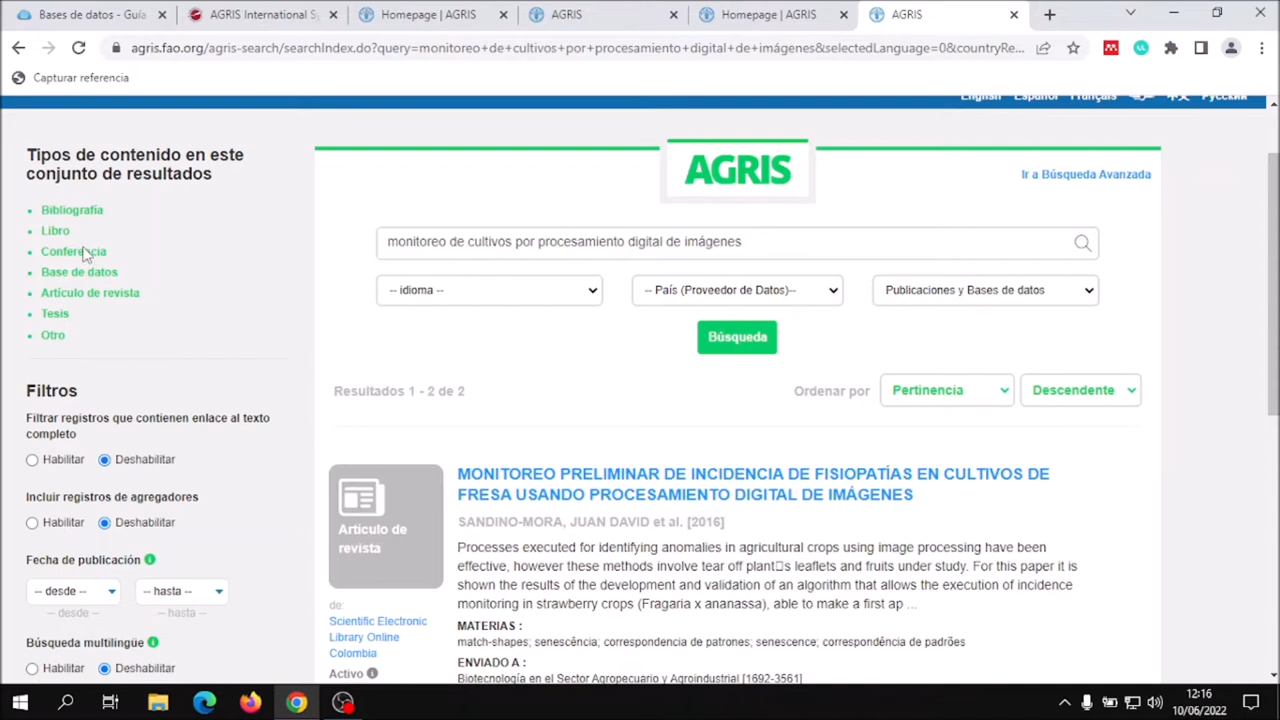 Bases de datos - Guía
AGRIS International Sy
Homepage | AGRIS
AGRIS
Homepage | AGRIS
AGRIS
agris.fao.org/agris-search/searchIndex.do?query=monitoreo de cultivos por procesamiento digital de imágenes&selectedLanguage=0&countryRe...
Capturar referencia
English Español Français Русский
Tipos de contenido en este
conjunto de resultados
Bibliografía
Libro
Conferencia
Base de datos
Artículo de revista
Tesis
Otro
Filtros
Filtrar registros que contienen enlace al texto
completo
Habilitar Deshabilitar
Incluir registros de agregadores
Habilitar Deshabilitar
Fecha de publicación
-- desde -- -- hasta --
-- desde -- -- hasta --
Búsqueda multilingüe
Habilitar Deshabilitar
AGRIS
Ir a Búsqueda Avanzada
monitoreo de cultivos por procesamiento digital de imágenes
-- idioma -- -- País (Proveedor de Datos)-- Publicaciones y Bases de datos
Búsqueda
Resultados 1 - 2 de 2
Ordenar por Pertinencia Descendente
Artículo de
revista
de:
Scientific Electronic
Library Online
Colombia
Activo
MONITOREO PRELIMINAR DE INCIDENCIA DE FISIOPATÍAS EN CULTIVOS DE
FRESA USANDO PROCESAMIENTO DIGITAL DE IMÁGENES
SANDINO-MORA, JUAN DAVID et al. [2016]
Processes executed for identifying anomalies in agricultural crops using image processing have been
effective, however these methods involve tear off plant□s leaflets and fruits under study. For this paper it is
shown the results of the development and validation of an algorithm that allows the execution of incidence
monitoring in strawberry crops (Fragaria x ananassa), able to make a first ap ...
MATERIAS :
match-shapes; senescência; correspondencia de patrones; senescence; correspondência de padrões
ENVIADO A :
Biotecnología en el Sector Agropecuario y Agroindustrial [1692-3561]
12:16
10/06/2022